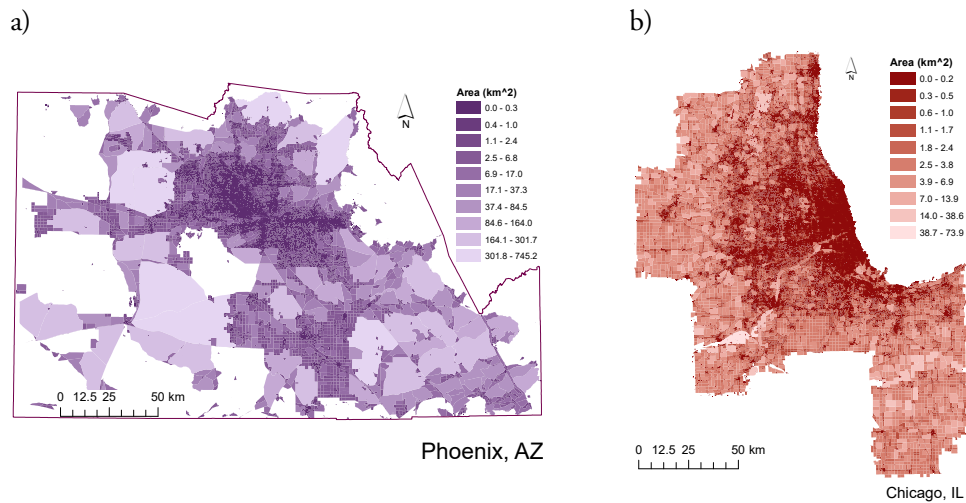 a)
Area (km^2)
0.0 - 0.3
0.4 - 1.0
1.1 - 2.4
2.5 - 6.8
6.9 - 17.0
17.1 - 37.3
37.4 - 84.5
84.6 - 164.0
164.1 - 301.7
301.8 - 745.2
N
0 12.5 25 50 km
Phoenix, AZ
b)
Area (km^2)
0.0 - 0.2
0.3 - 0.5
0.6 - 1.0
1.1 - 1.7
1.8 - 2.4
2.5 - 3.8
3.9 - 6.9
7.0 - 13.9
14.0 - 38.6
38.7 - 73.9
N
0 12.5 25 50 km
Chicago, IL